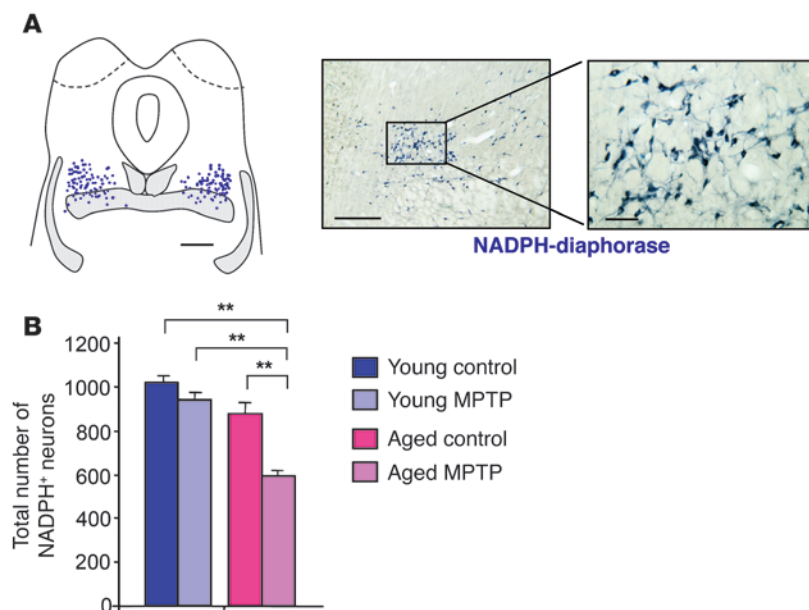 A
NADPH-diaphorase
B
Total number of
NADPH⁺ neurons
1200
1000
800
600
400
200
0
**
**
**
Young control
Young MPTP
Aged control
Aged MPTP